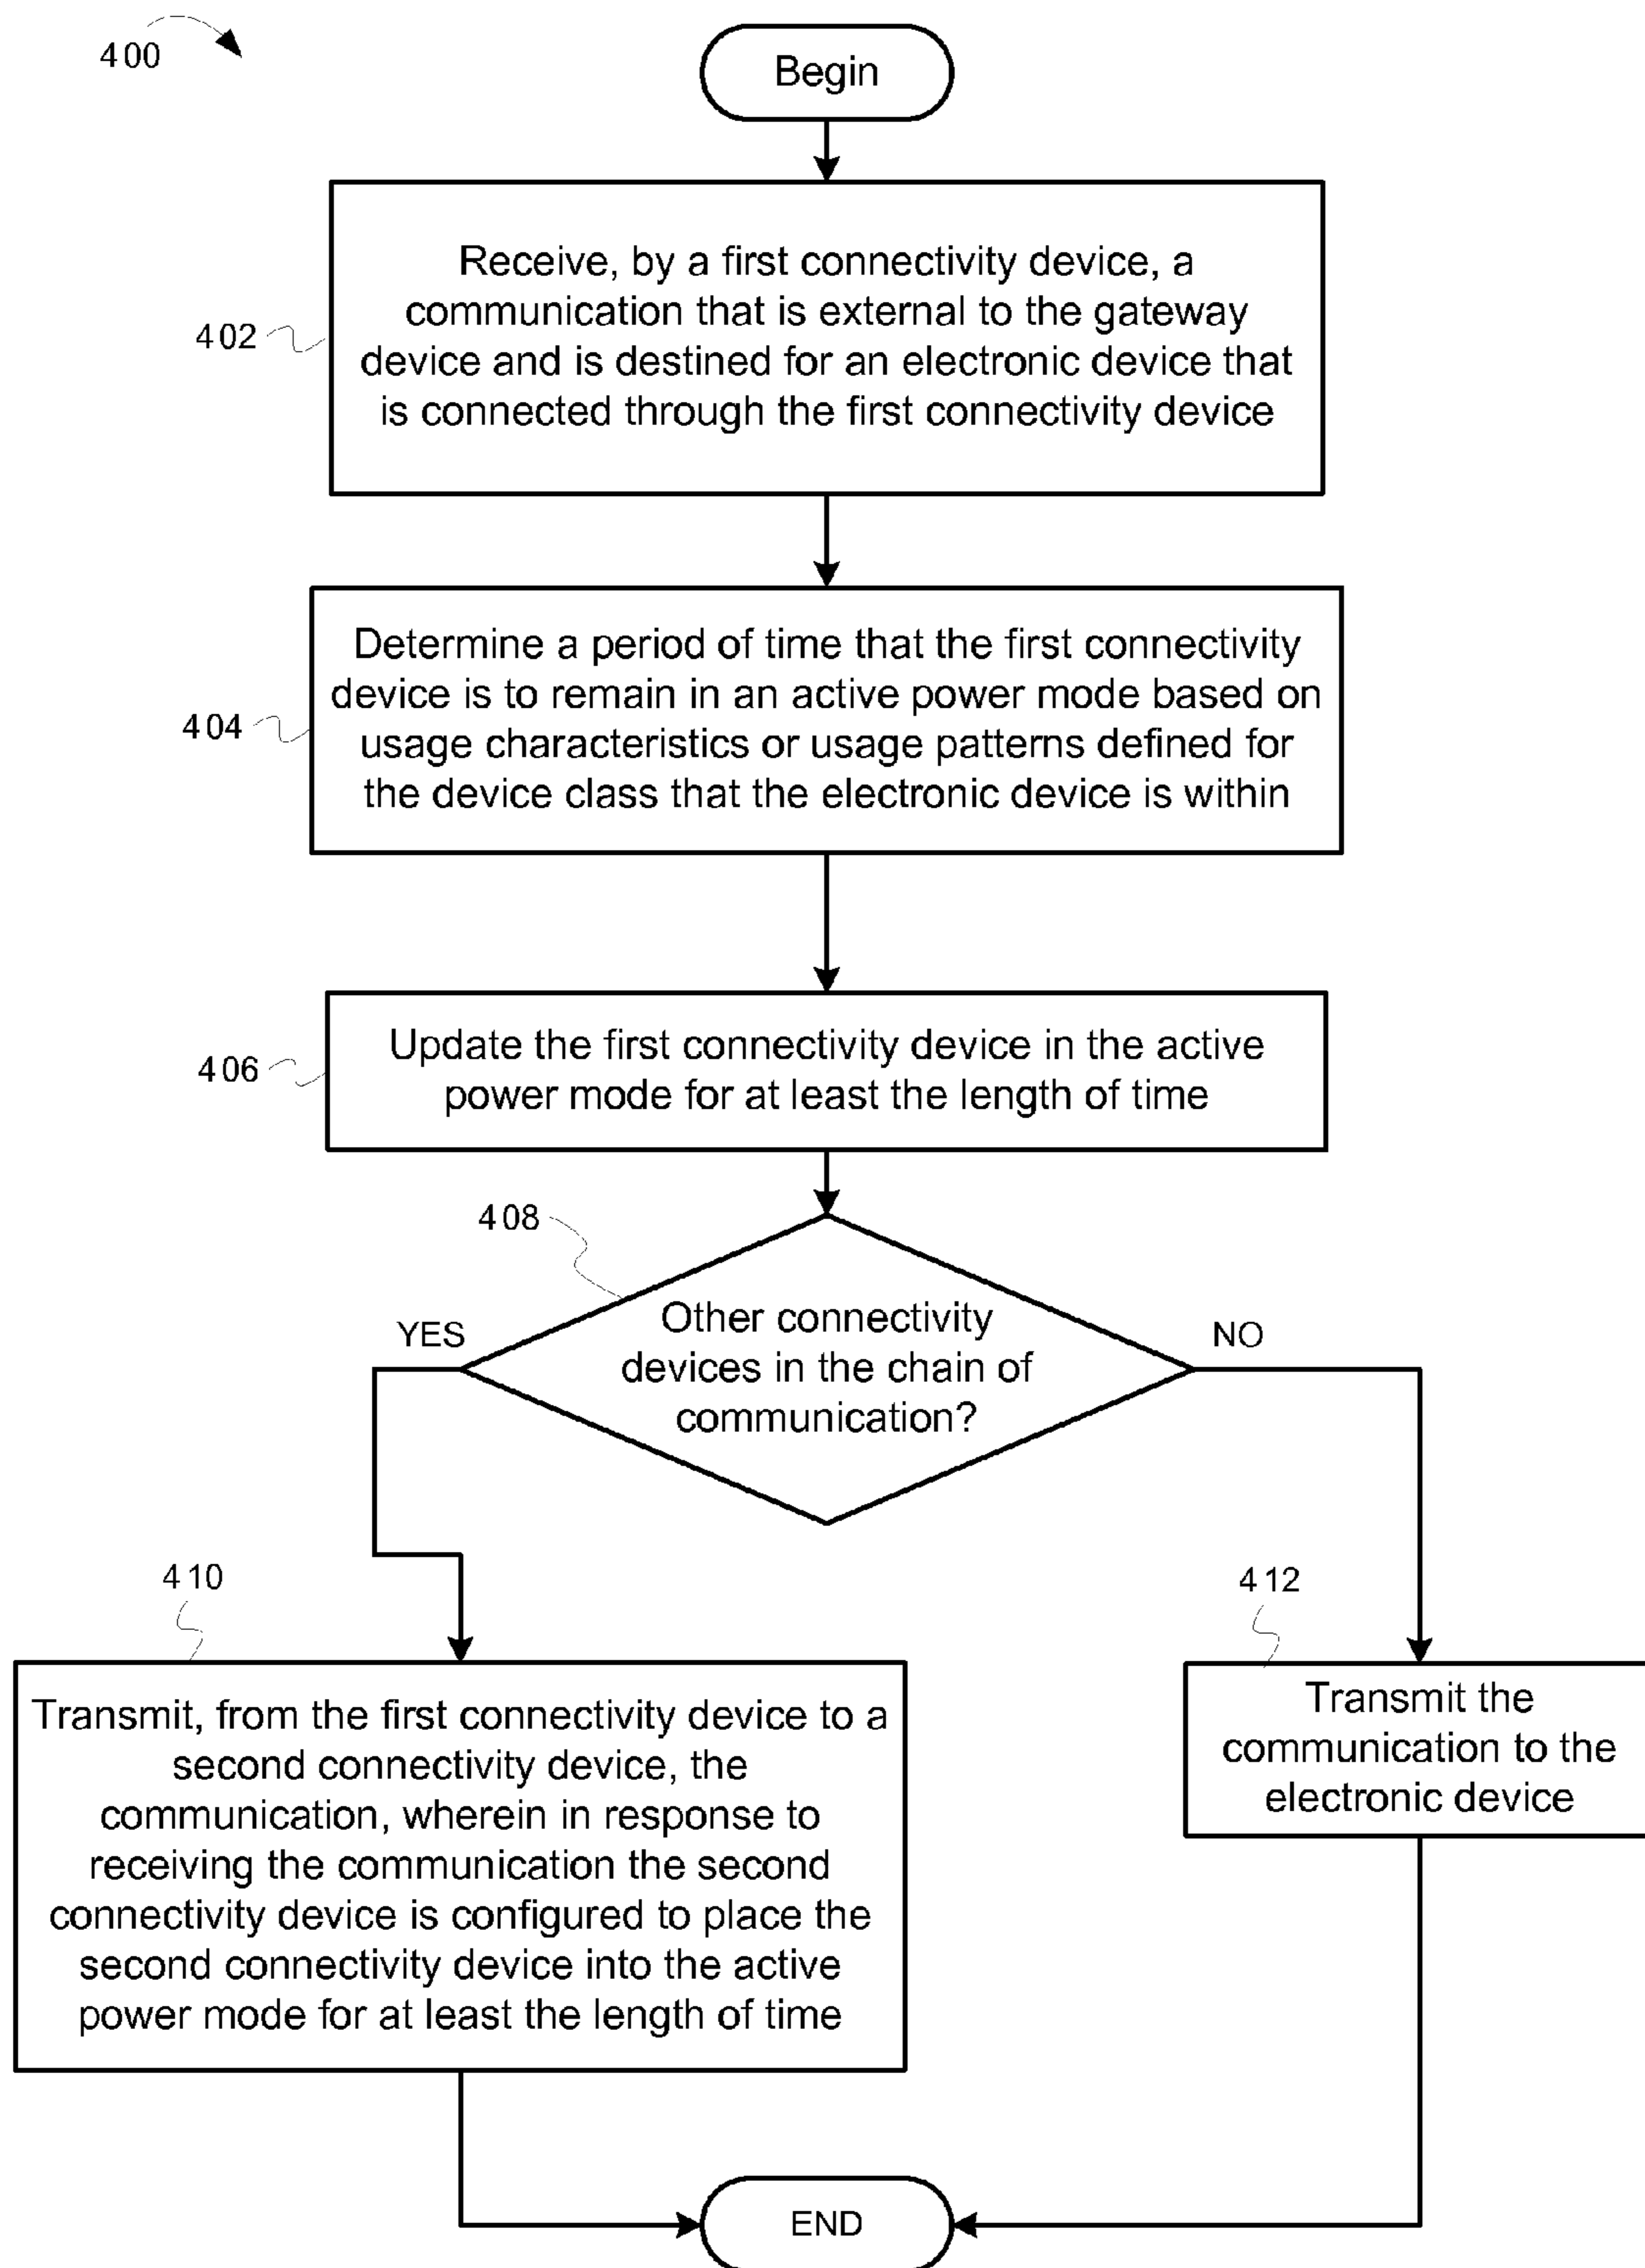 400
Begin
Receive, by a first connectivity device, a
communication that is external to the gateway
device and is destined for an electronic device that
is connected through the first connectivity device
402
Determine a period of time that the first connectivity
device is to remain in an active power mode based on
usage characteristics or usage patterns defined for
the device class that the electronic device is within
404
Update the first connectivity device in the active
power mode for at least the length of time
406
408
Other connectivity
devices in the chain of
communication?
YES
NO
410
Transmit, from the first connectivity device to a
second connectivity device, the
communication, wherein in response to
receiving the communication the second
connectivity device is configured to place the
second connectivity device into the active
power mode for at least the length of time
412
Transmit the
communication to the
electronic device
END